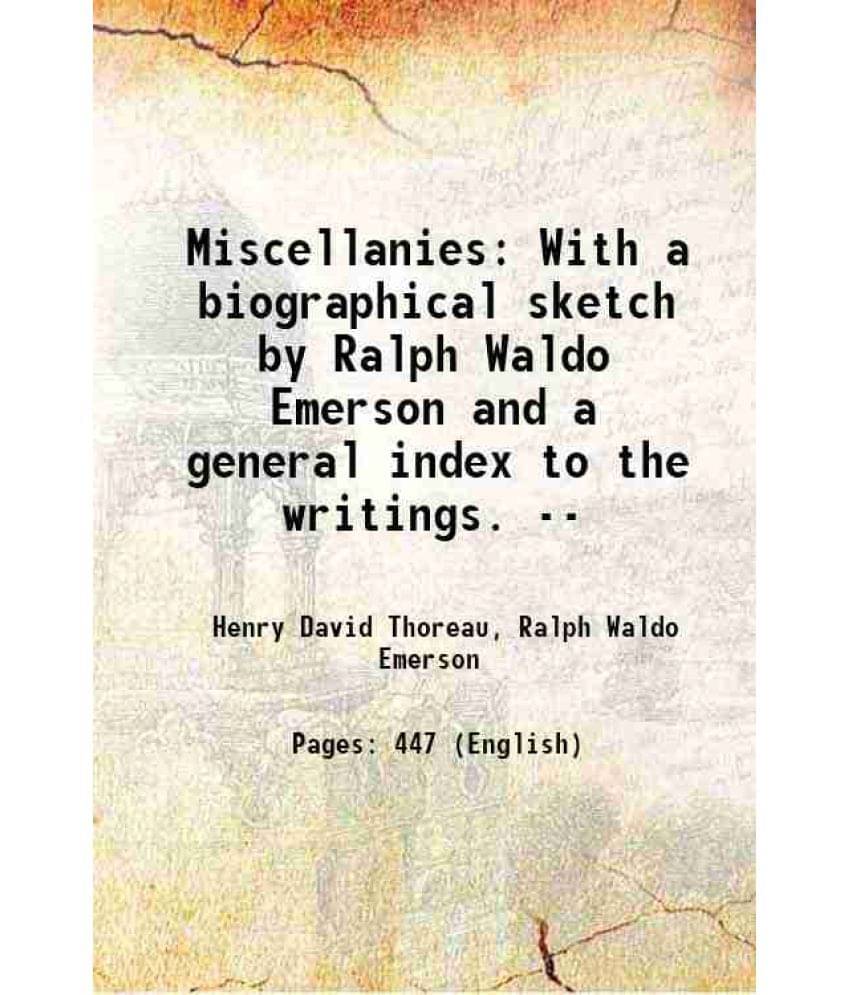 Miscellanies: With a
biographical sketch
by Ralph Waldo
Emerson and a
general index to the
writings. --
Henry David Thoreau, Ralph Waldo
Emerson
Pages: 447 (English)